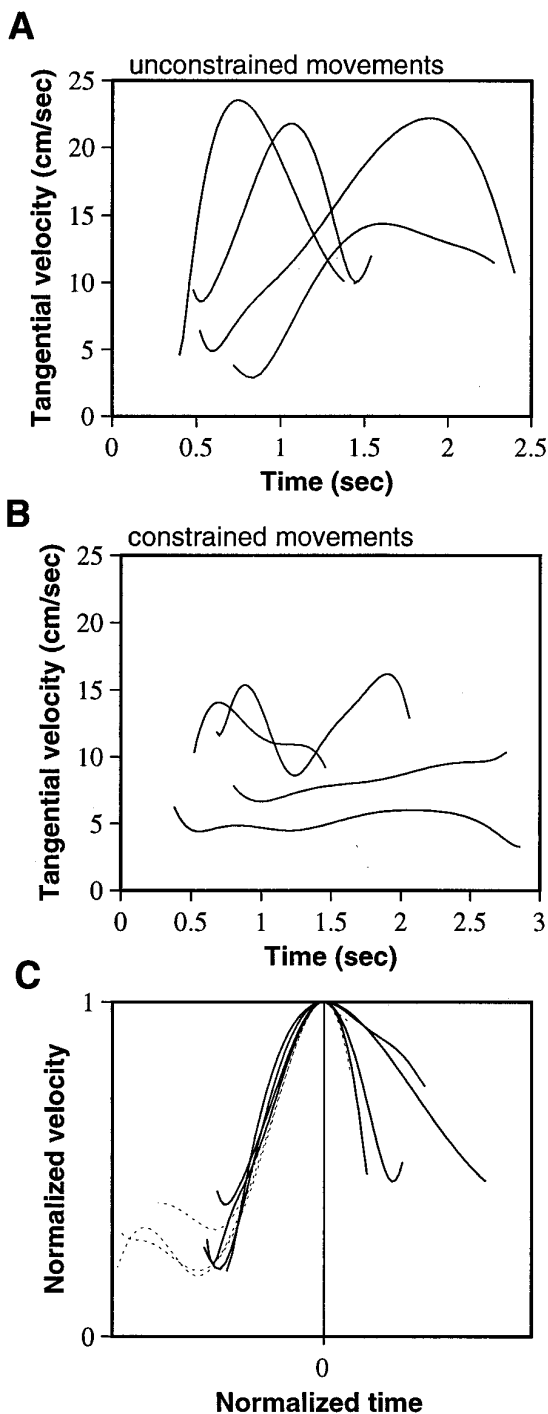 A
unconstrained movements
Tangential velocity (cm/sec)
25
20
15
10
5
0
0 0.5 1 1.5 2 2.5
Time (sec)
B
constrained movements
Tangential velocity (cm/sec)
25
20
15
10
5
0
0 0.5 1 1.5 2 2.5 3
Time (sec)
C
Normalized velocity
1
0
0
Normalized time